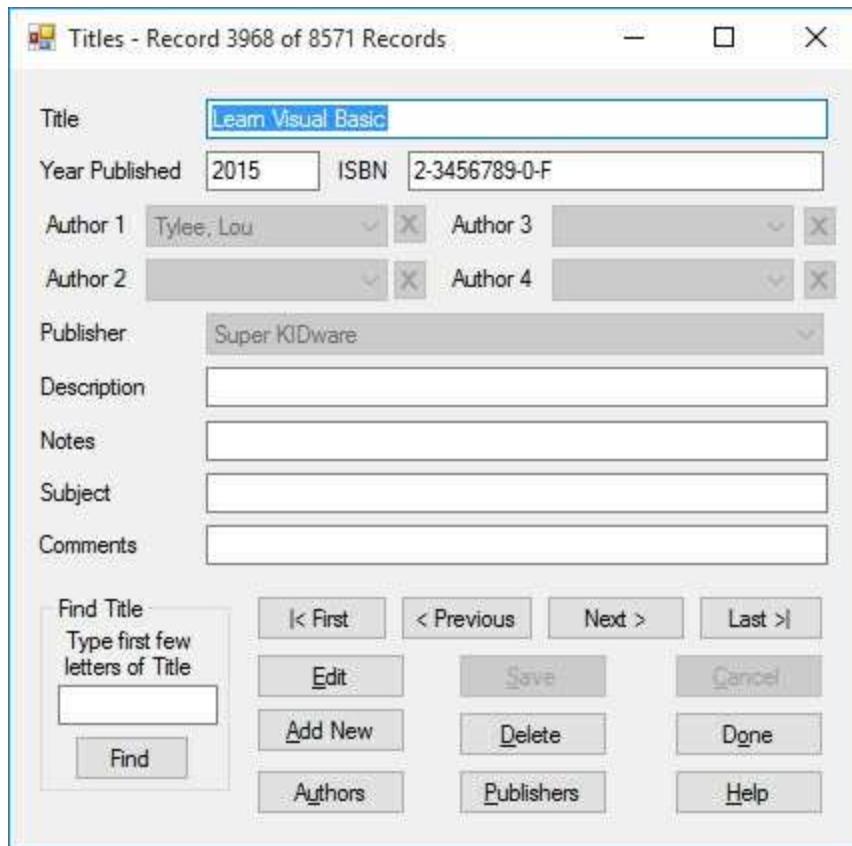 Titles - Record 3968 of 8571 Records
Title Learn Visual Basic
Year Published 2015 ISBN 2-3456789-0-F
Author 1 Tylee, Lou X Author 3 X
Author 2 X Author 4 X
Publisher Super KIDware
Description
Notes
Subject
Comments
Find Title
Type first few
letters of Title
Find
|< First < Previous Next > Last >|
Edit Save Cancel
Add New Delete Done
Authors Publishers Help